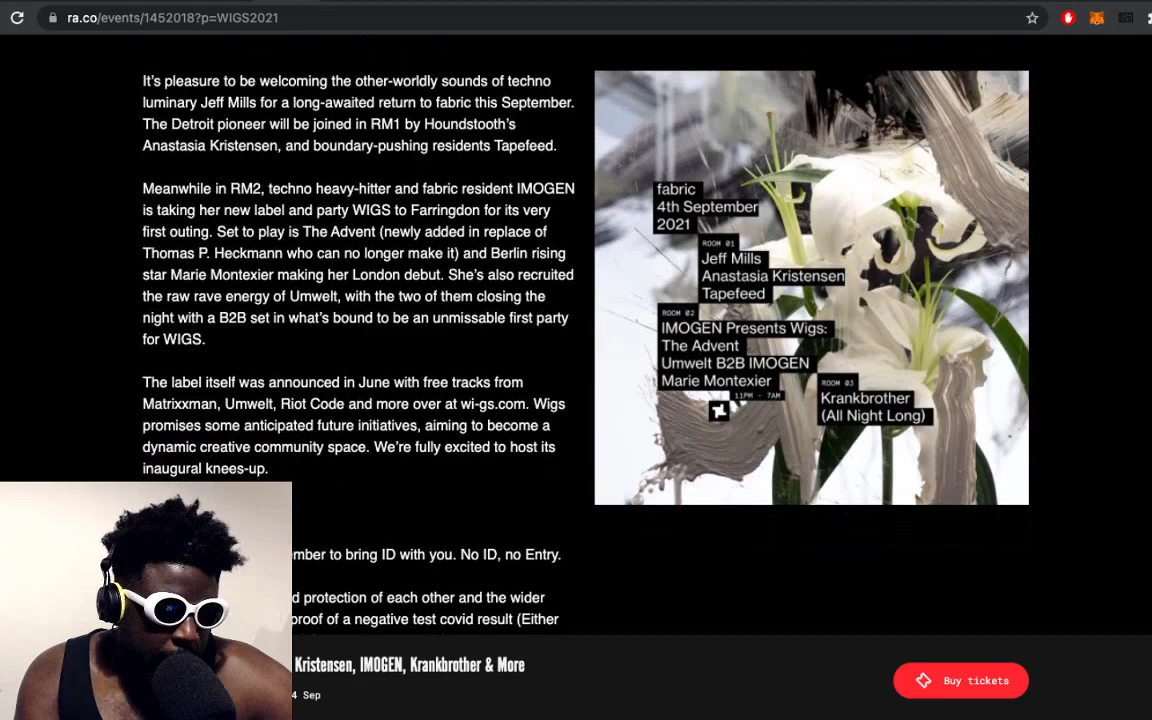 ra.co/events/1452018?p=WIGS2021
It's pleasure to be welcoming the other-worldly sounds of techno
luminary Jeff Mills for a long-awaited return to fabric this September.
The Detroit pioneer will be joined in RM1 by Houndstooth's
Anastasia Kristensen, and boundary-pushing residents Tapefeed.
Meanwhile in RM2, techno heavy-hitter and fabric resident IMOGEN
is taking her new label and party WIGS to Farringdon for its very
first outing. Set to play is The Advent (newly added in replace of
Thomas P. Heckmann who can no longer make it) and Berlin rising
star Marie Montexier making her London debut. She's also recruited
the raw rave energy of Umwelt, with the two of them closing the
night with a B2B set in what's bound to be an unmissable first party
for WIGS.
The label itself was announced in June with free tracks from
Matrixxman, Umwelt, Riot Code and more over at wi-gs.com. Wigs
promises some anticipated future initiatives, aiming to become a
dynamic creative community space. We're fully excited to host its
inaugural knees-up.
mber to bring ID with you. No ID, no Entry.
d protection of each other and the wider
proof of a negative test covid result (Either
fabric
4th September
2021
ROOM 01
Jeff Mills
Anastasia Kristensen
Tapefeed
ROOM 02
IMOGEN Presents Wigs:
The Advent
Umwelt B2B IMOGEN
Marie Montexier
11PM - 7AM
ROOM 03
Krankbrother
(All Night Long)
Kristensen, IMOGEN, Krankbrother & More
4 Sep
Buy tickets